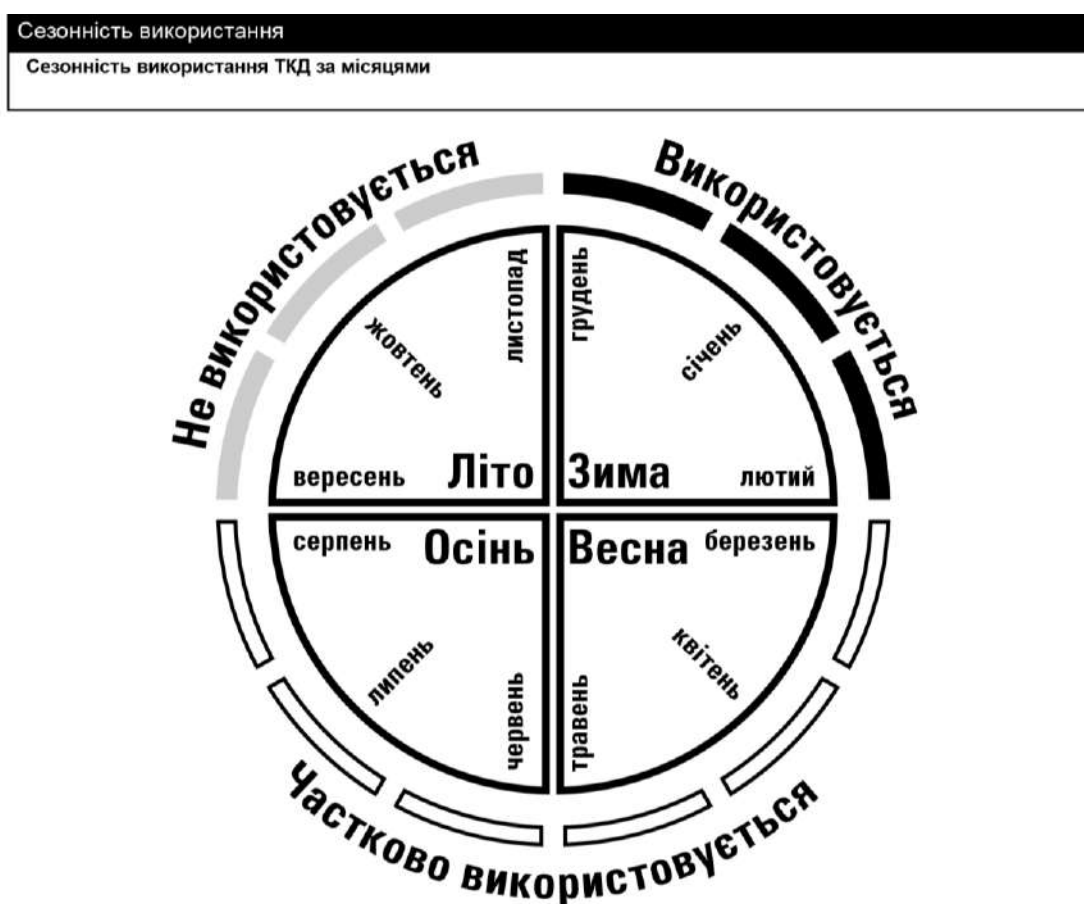 Сезонність використання
Сезонність використання ТКД за місяцями
Не використовується
Використовується
листопад
грудень
жовтень
січень
вересень
Літо
Зима
лютий
серпень
Осінь
Весна
березень
липень
квітень
червень
травень
Частково використовується